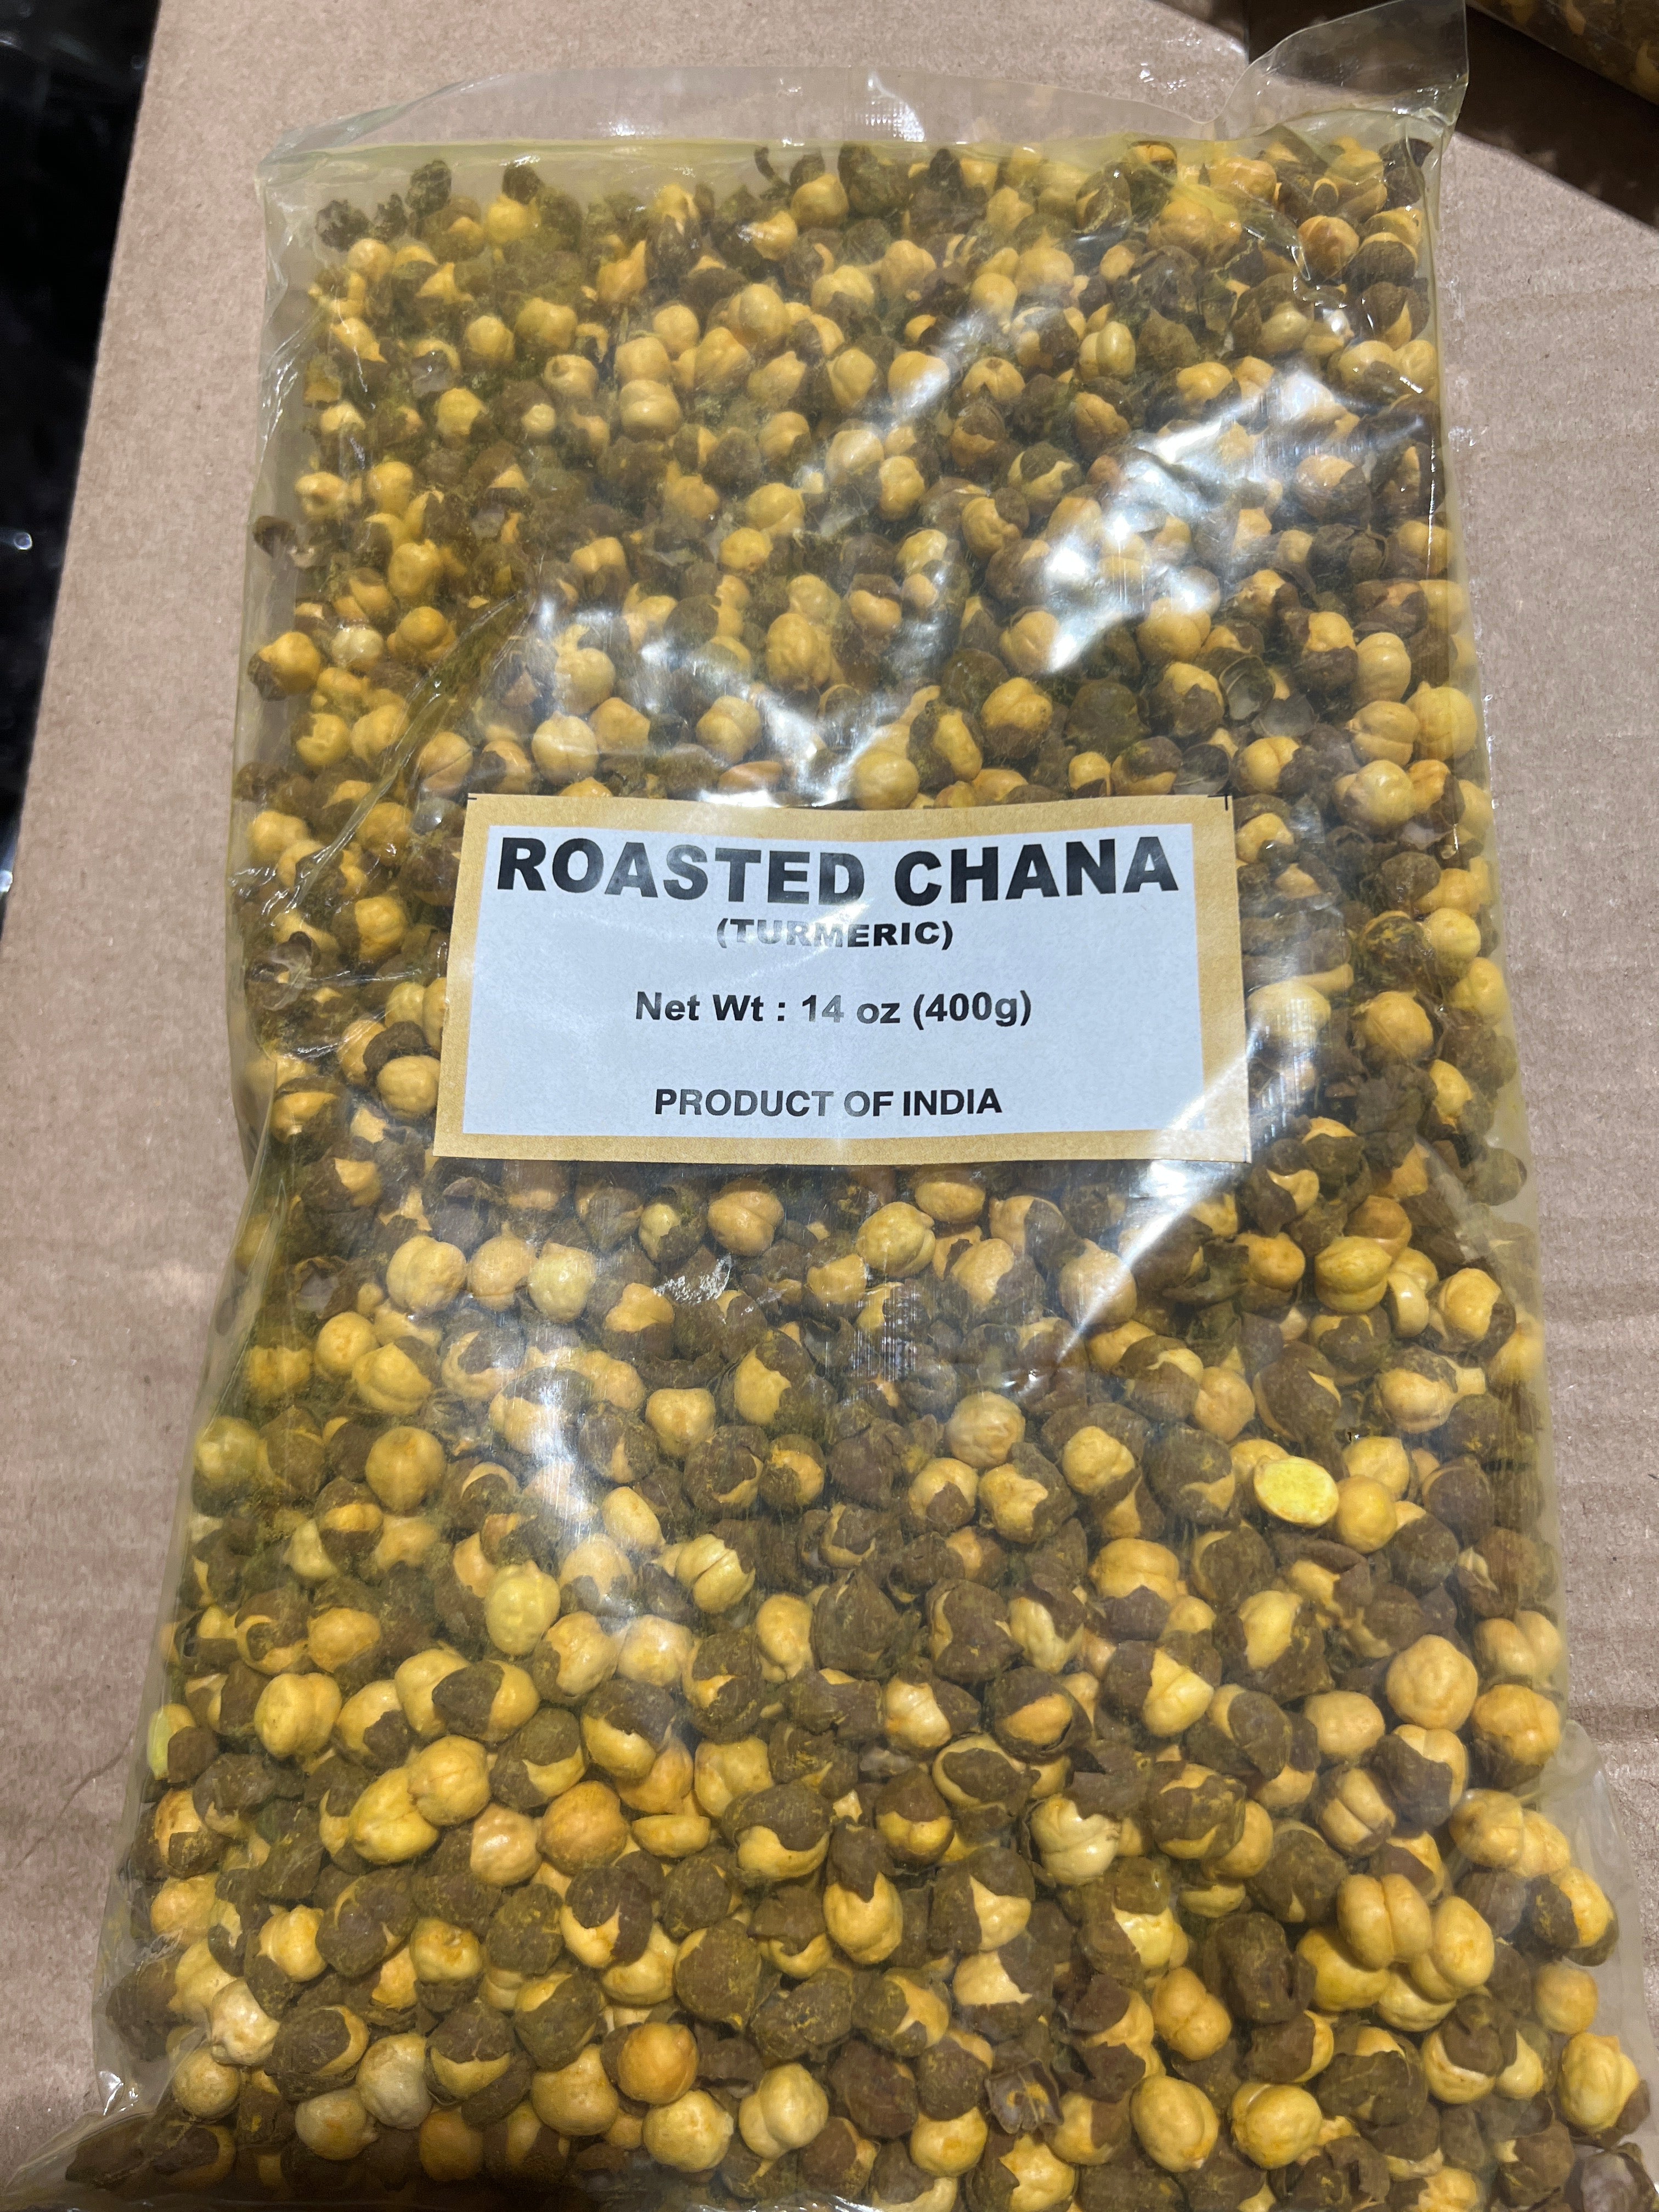 ROASTED CHANA
(TURMERIC)
Net Wt : 14 oz (400g)
PRODUCT OF INDIA